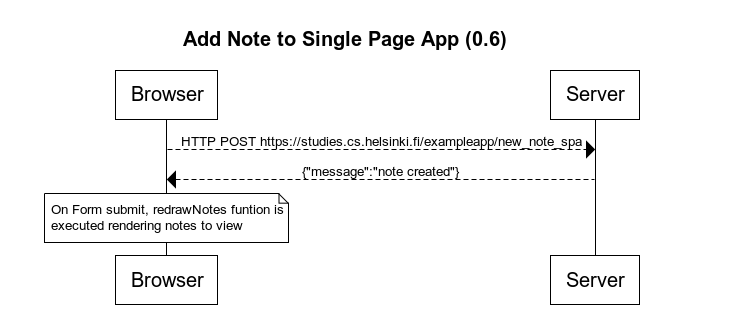 Add Note to Single Page App (0.6)
Browser
Server
HTTP POST https://studies.cs.helsinki.fi/exampleapp/new_note_spa
{"message":"note created"}
On Form submit, redrawNotes funtion is
executed rendering notes to view
Browser
Server